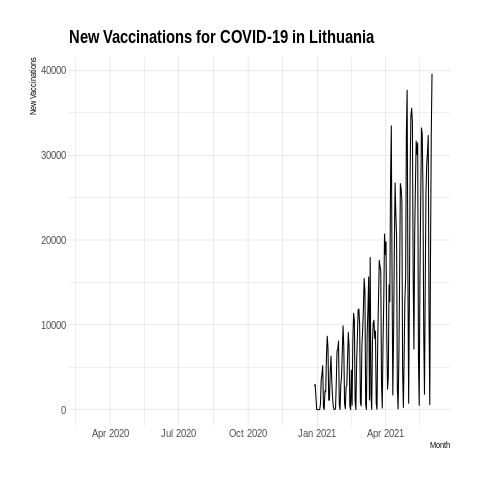 New Vaccinations for COVID-19 in Lithuania
New Vaccinations
40000
30000
20000
10000
0
Apr 2020 Jul 2020 Oct 2020 Jan 2021 Apr 2021
Month